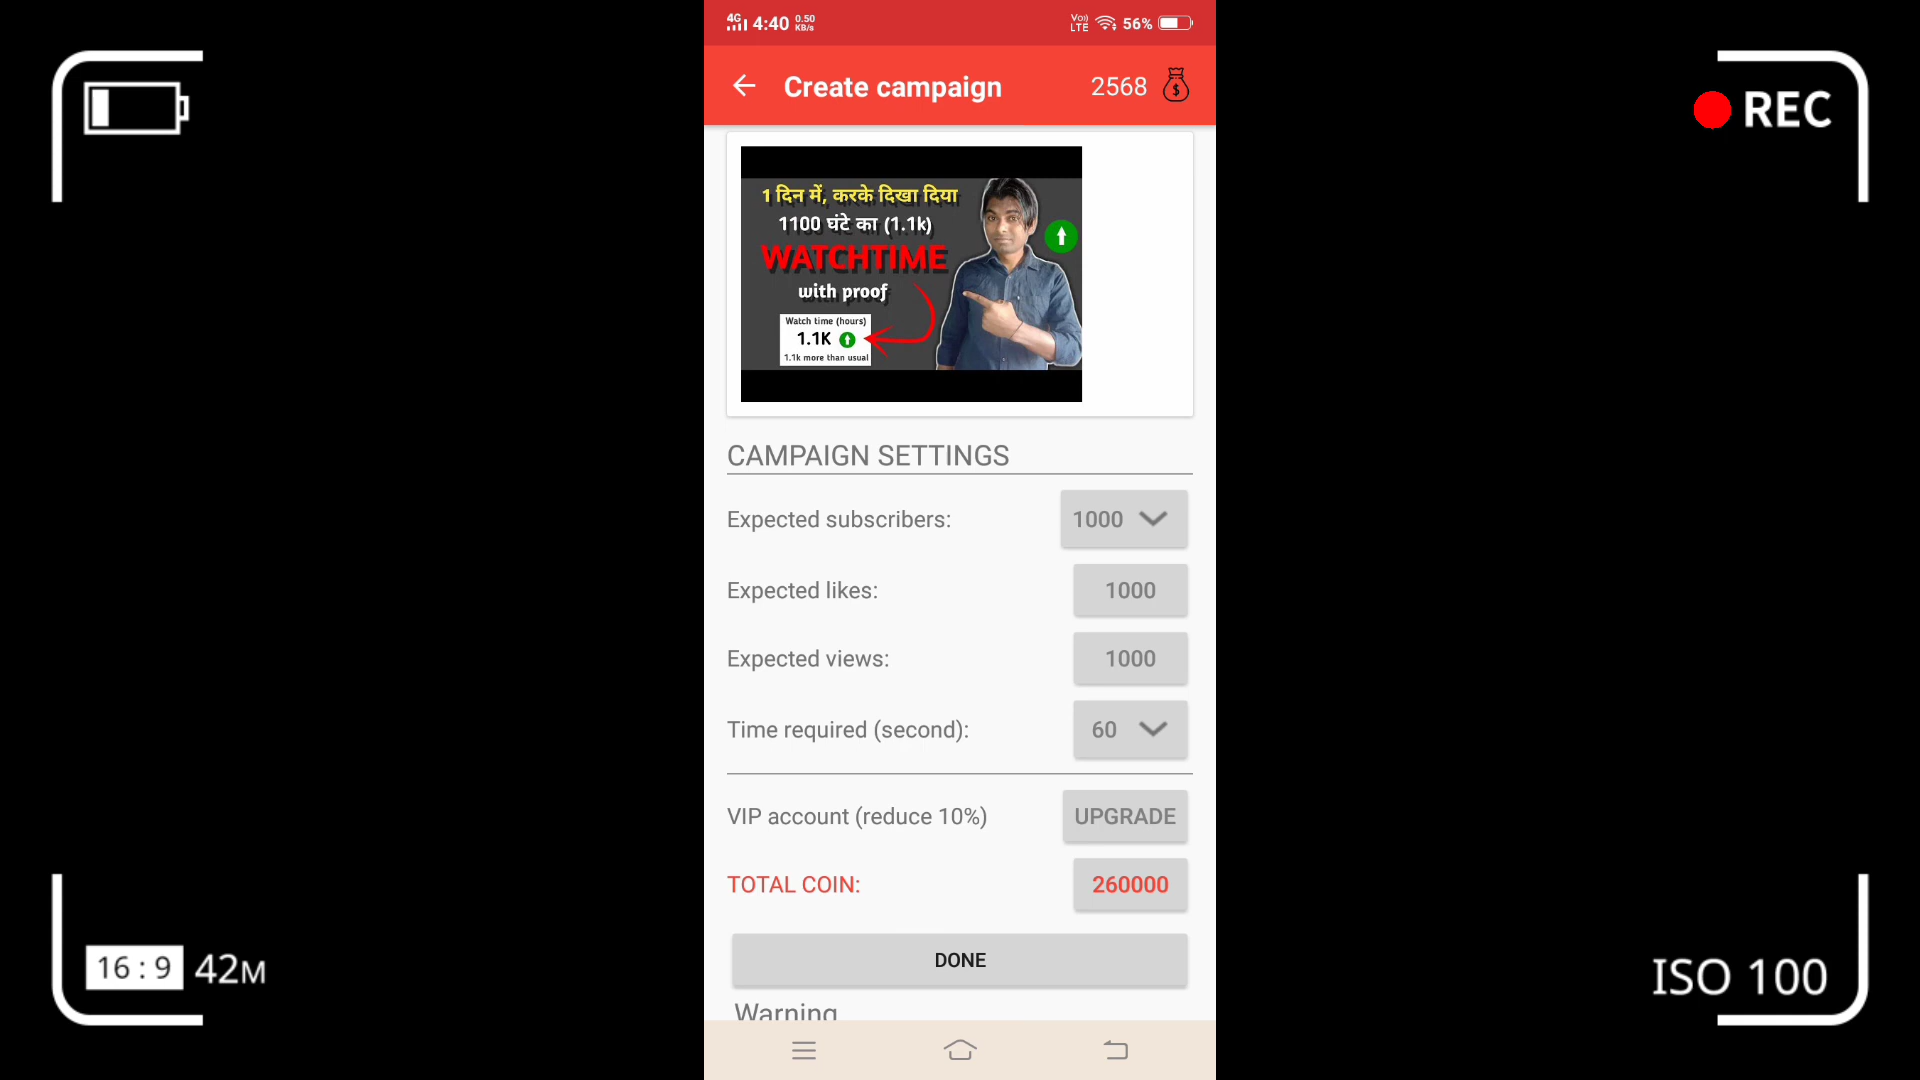 4G 4:40 0.50 KB/s Vo) LTE 56%
Create campaign 2568
REC
1 दिन में, करके दिखा दिया
1100 घंटे का (1.1k)
WATCHTIME
with proof
Watch time (hours)
1.1K
1.1k more than usual
CAMPAIGN SETTINGS
Expected subscribers: 1000
Expected likes: 1000
Expected views: 1000
Time required (second): 60
VIP account (reduce 10%) UPGRADE
TOTAL COIN: 260000
DONE
Warning
16:9 42M
ISO 100